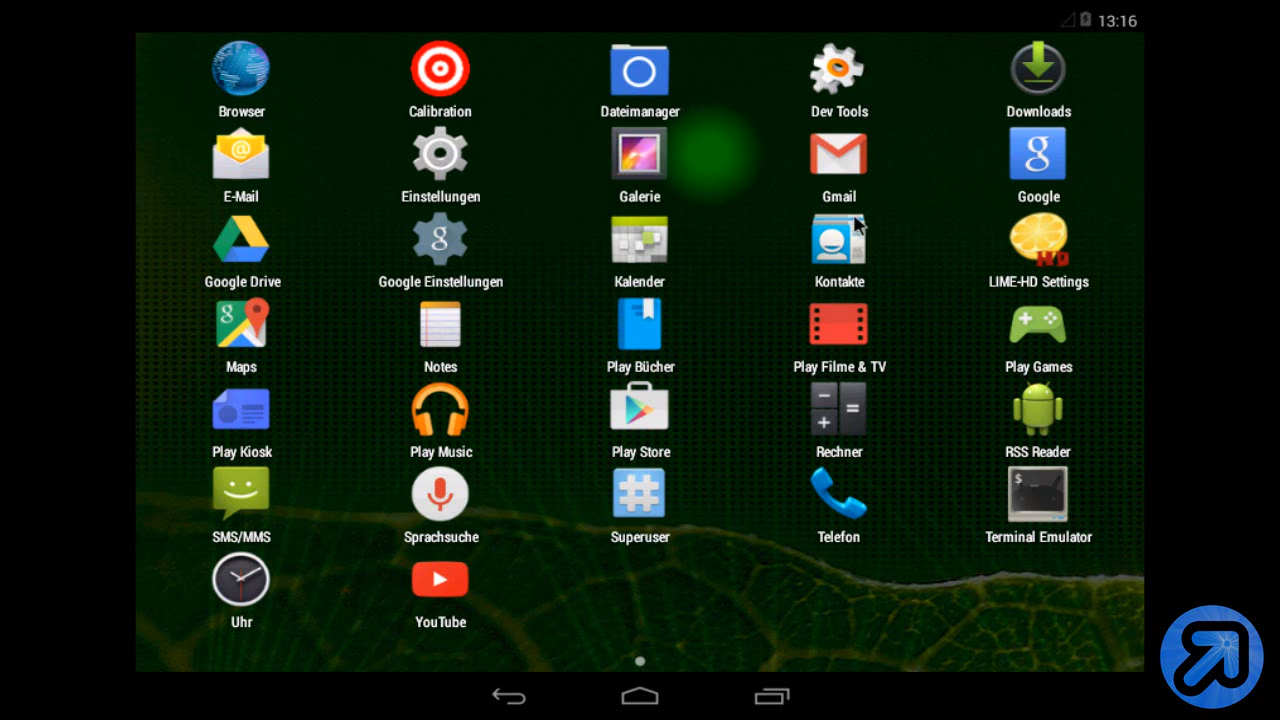 13:16
Browser
Calibration
Dateimanager
Dev Tools
Downloads
@
E-Mail
Einstellungen
Galerie
Gmail
g
Google
Google Drive
g
Google Einstellungen
Kalender
Kontakte
HD
LIME-HD Settings
g
Maps
Notes
Play Bücher
Play Filme & TV
Play Games
Play Kiosk
Play Music
Play Store
− = +
Rechner
RSS Reader
SMS/MMS
Sprachsuche
#
Superuser
Telefon
$
Terminal Emulator
Uhr
YouTube